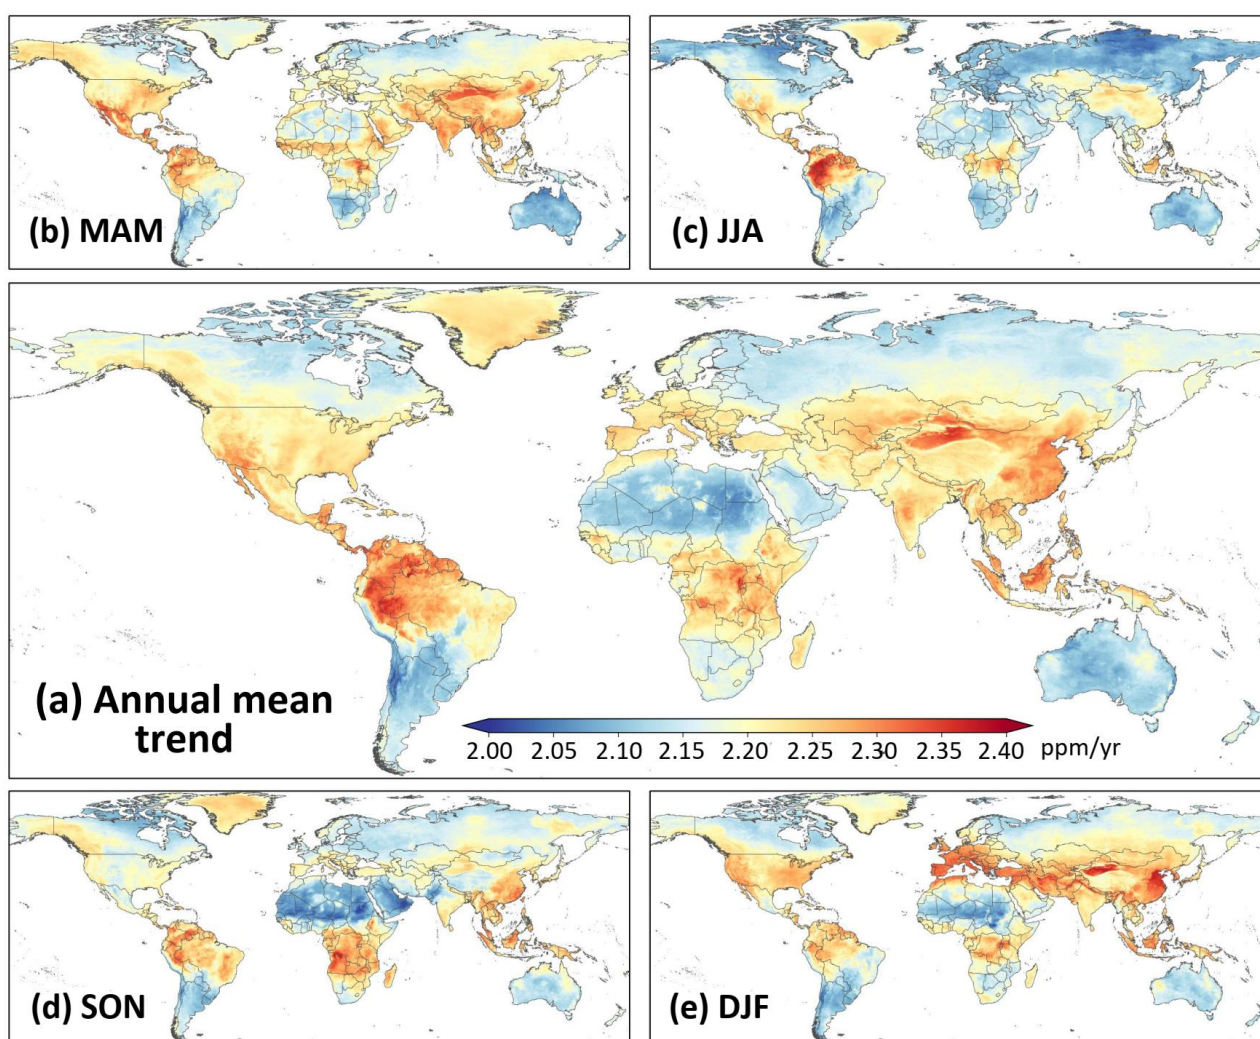 (b) MAM
(c) JJA
(a) Annual mean
trend
2.00 2.05 2.10 2.15 2.20 2.25 2.30 2.35 2.40 ppm/yr
(d) SON
(e) DJF